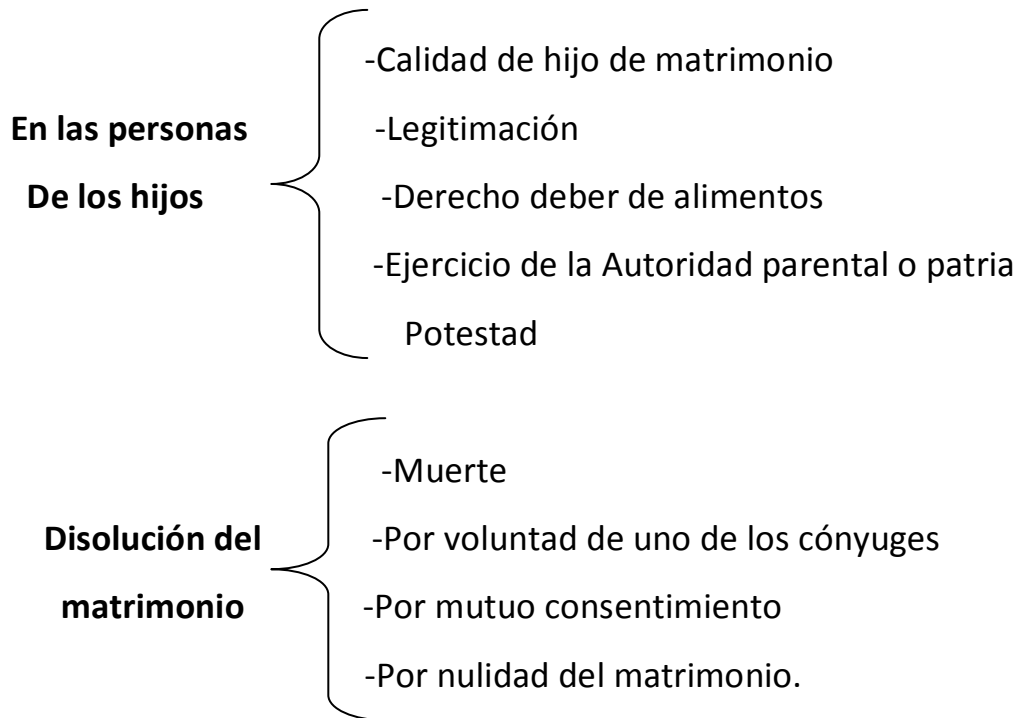 En las personas
De los hijos
-Calidad de hijo de matrimonio
-Legitimación
-Derecho deber de alimentos
-Ejercicio de la Autoridad parental o patria
Potestad
Disolución del
matrimonio
-Muerte
-Por voluntad de uno de los cónyuges
-Por mutuo consentimiento
-Por nulidad del matrimonio.